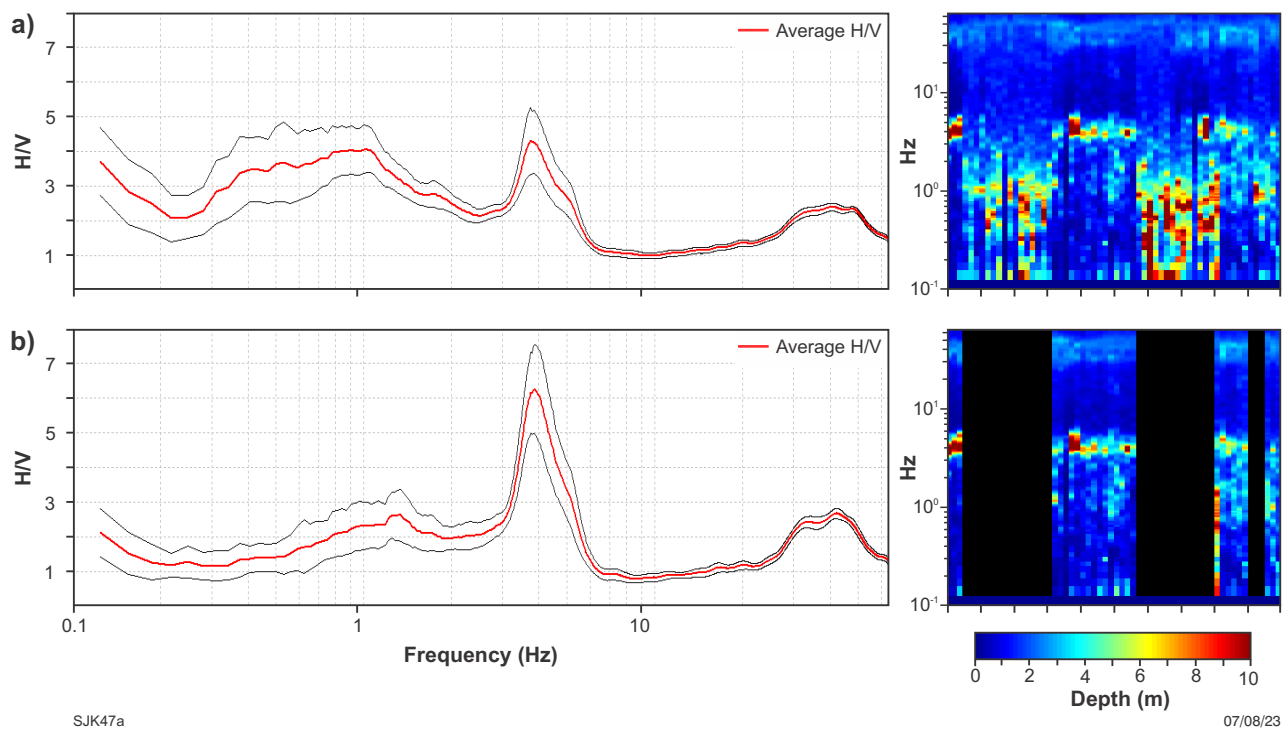 a)
H/V
7
5
3
1
Average H/V
Hz
10¹
10⁰
10⁻¹
b)
H/V
7
5
3
1
Average H/V
0.1
1
10
Frequency (Hz)
Hz
10¹
10⁰
10⁻¹
0 2 4 6 8 10
Depth (m)
SJK47a
07/08/23